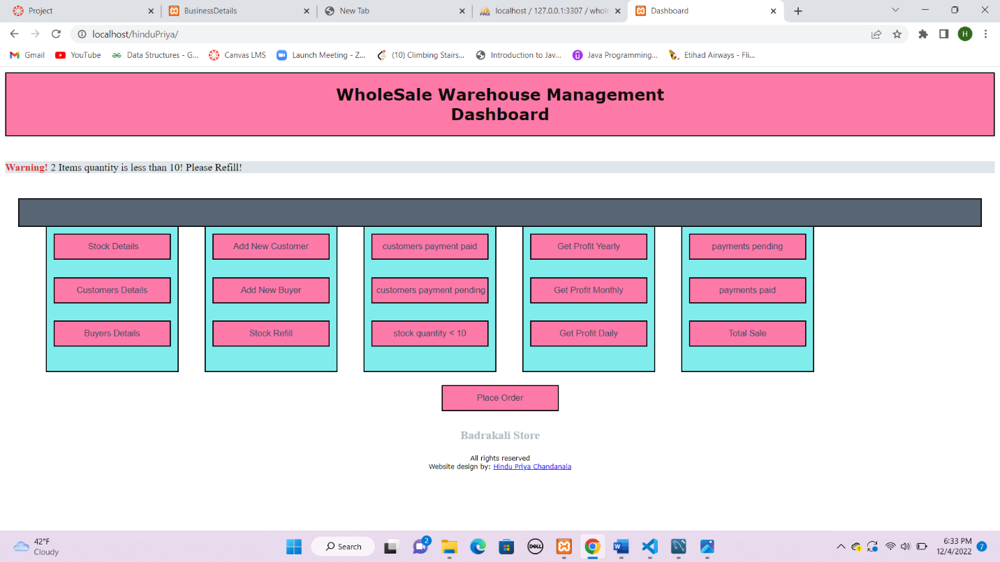 Project
BusinessDetails
New Tab
localhost / 127.0.0.1:3307 / whole
Dashboard
localhost/hinduPriya/
H
Gmail
YouTube
Data Structures - G...
Canvas LMS
Launch Meeting - Z...
(10) Climbing Stairs...
Introduction to Jav...
Java Programming...
Etihad Airways - Fli...
WholeSale Warehouse Management
Dashboard
Warning! 2 Items quantity is less than 10! Please Refill!
Stock Details
Add New Customer
customers payment paid
Get Profit Yearly
payments pending
Customers Details
Add New Buyer
customers payment pending
Get Profit Monthly
payments paid
Buyers Details
Stock Refill
stock quantity < 10
Get Profit Daily
Total Sale
Place Order
Badrakali Store
All rights reserved
Website design by: Hindu Priya Chandanala
42°F
Cloudy
Search
2
DELL
6:33 PM
12/4/2022
7